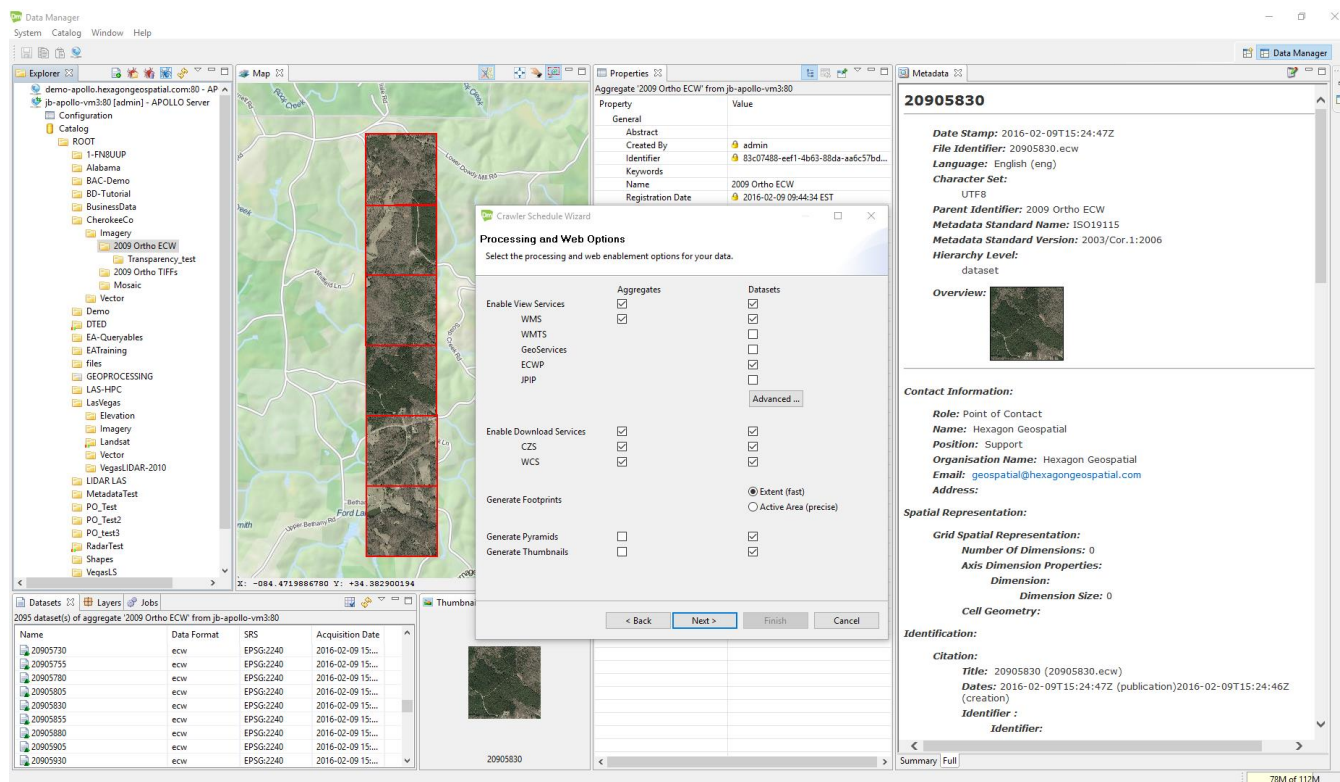 Data Manager
System Catalog Window Help
Data Manager
Explorer
demo-apollo.hexagongeospatial.com:80 - AP
jb-apollo-vm3:80 [admin] - APOLLO Server
Configuration
Catalog
ROOT
1-FN8UUP
Alabama
BAC-Demo
BD-Tutorial
BusinessData
CherokeeCo
Imagery
2009 Ortho ECW
Transparency_test
2009 Ortho TIFFs
Mosaic
Vector
Demo
DTED
EA-Queryables
EATraining
files
GEOPROCESSING
LAS-HPC
LasVegas
Elevation
Imagery
Landsat
Vector
VegasLIDAR-2010
LIDAR LAS
MetadataTest
PO_Test
PO_Test2
PO_test3
RadarTest
Shapes
VegasLS
Map
Lower Dowdy Mill Rd
Upper Bethany Rd
X: -084.4719886780 Y: +34.382900194
Properties
Aggregate '2009 Ortho ECW' from jb-apollo-vm3:80
Property Value
General
Abstract
Created By admin
Identifier 83c07488-eef1-4b63-88da-aa6c57bd...
Keywords
Name 2009 Ortho ECW
Registration Date 2016-02-09 09:44:34 EST
Crawler Schedule Wizard
Processing and Web Options
Select the processing and web enablement options for your data.
Aggregates Datasets
Enable View Services
WMS
WMTS
GeoServices
ECWP
JPIP
Advanced ...
Enable Download Services
CZS
WCS
Generate Footprints
Extent (fast)
Active Area (precise)
Generate Pyramids
Generate Thumbnails
< Back Next > Finish Cancel
Metadata
20905830
Date Stamp: 2016-02-09T15:24:47Z
File Identifier: 20905830.ecw
Language: English (eng)
Character Set:
UTF8
Parent Identifier: 2009 Ortho ECW
Metadata Standard Name: ISO19115
Metadata Standard Version: 2003/Cor.1:2006
Hierarchy Level:
dataset
Overview:
Contact Information:
Role: Point of Contact
Name: Hexagon Geospatial
Position: Support
Organisation Name: Hexagon Geospatial
Email: geospatial@hexagongeospatial.com
Address:
Spatial Representation:
Grid Spatial Representation:
Number Of Dimensions: 0
Axis Dimension Properties:
Dimension:
Dimension Size: 0
Cell Geometry:
Identification:
Citation:
Title: 20905830 (20905830.ecw)
Dates: 2016-02-09T15:24:47Z (publication)2016-02-09T15:24:46Z
(creation)
Identifier :
Identifier:
Summary Full
Datasets Layers Jobs
2095 dataset(s) of aggregate '2009 Ortho ECW' from jb-apollo-vm3:80
Name Data Format SRS Acquisition Date
20905730 ecw EPSG:2240 2016-02-09 15:...
20905755 ecw EPSG:2240 2016-02-09 15:...
20905780 ecw EPSG:2240 2016-02-09 15:...
20905805 ecw EPSG:2240 2016-02-09 15:...
20905830 ecw EPSG:2240 2016-02-09 15:...
20905855 ecw EPSG:2240 2016-02-09 15:...
20905880 ecw EPSG:2240 2016-02-09 15:...
20905905 ecw EPSG:2240 2016-02-09 15:...
20905930 ecw EPSG:2240 2016-02-09 15:...
Thumbna
20905830
78M of 112M